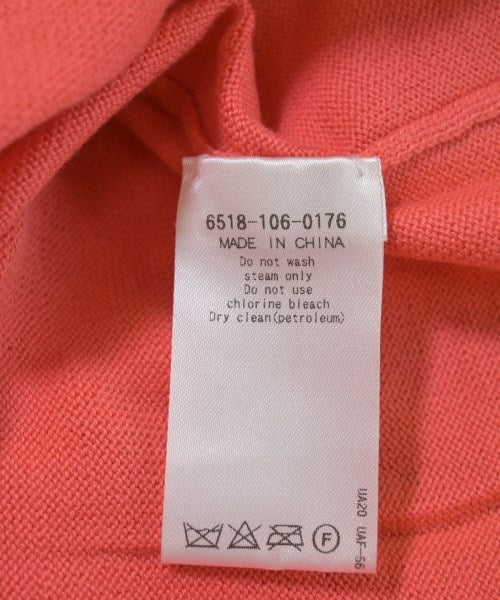 6518-106-0176
MADE IN CHINA
Do not wash
steam only
Do not use
chlorine bleach
Dry clean(petroleum)
F
UA20 UAF-56